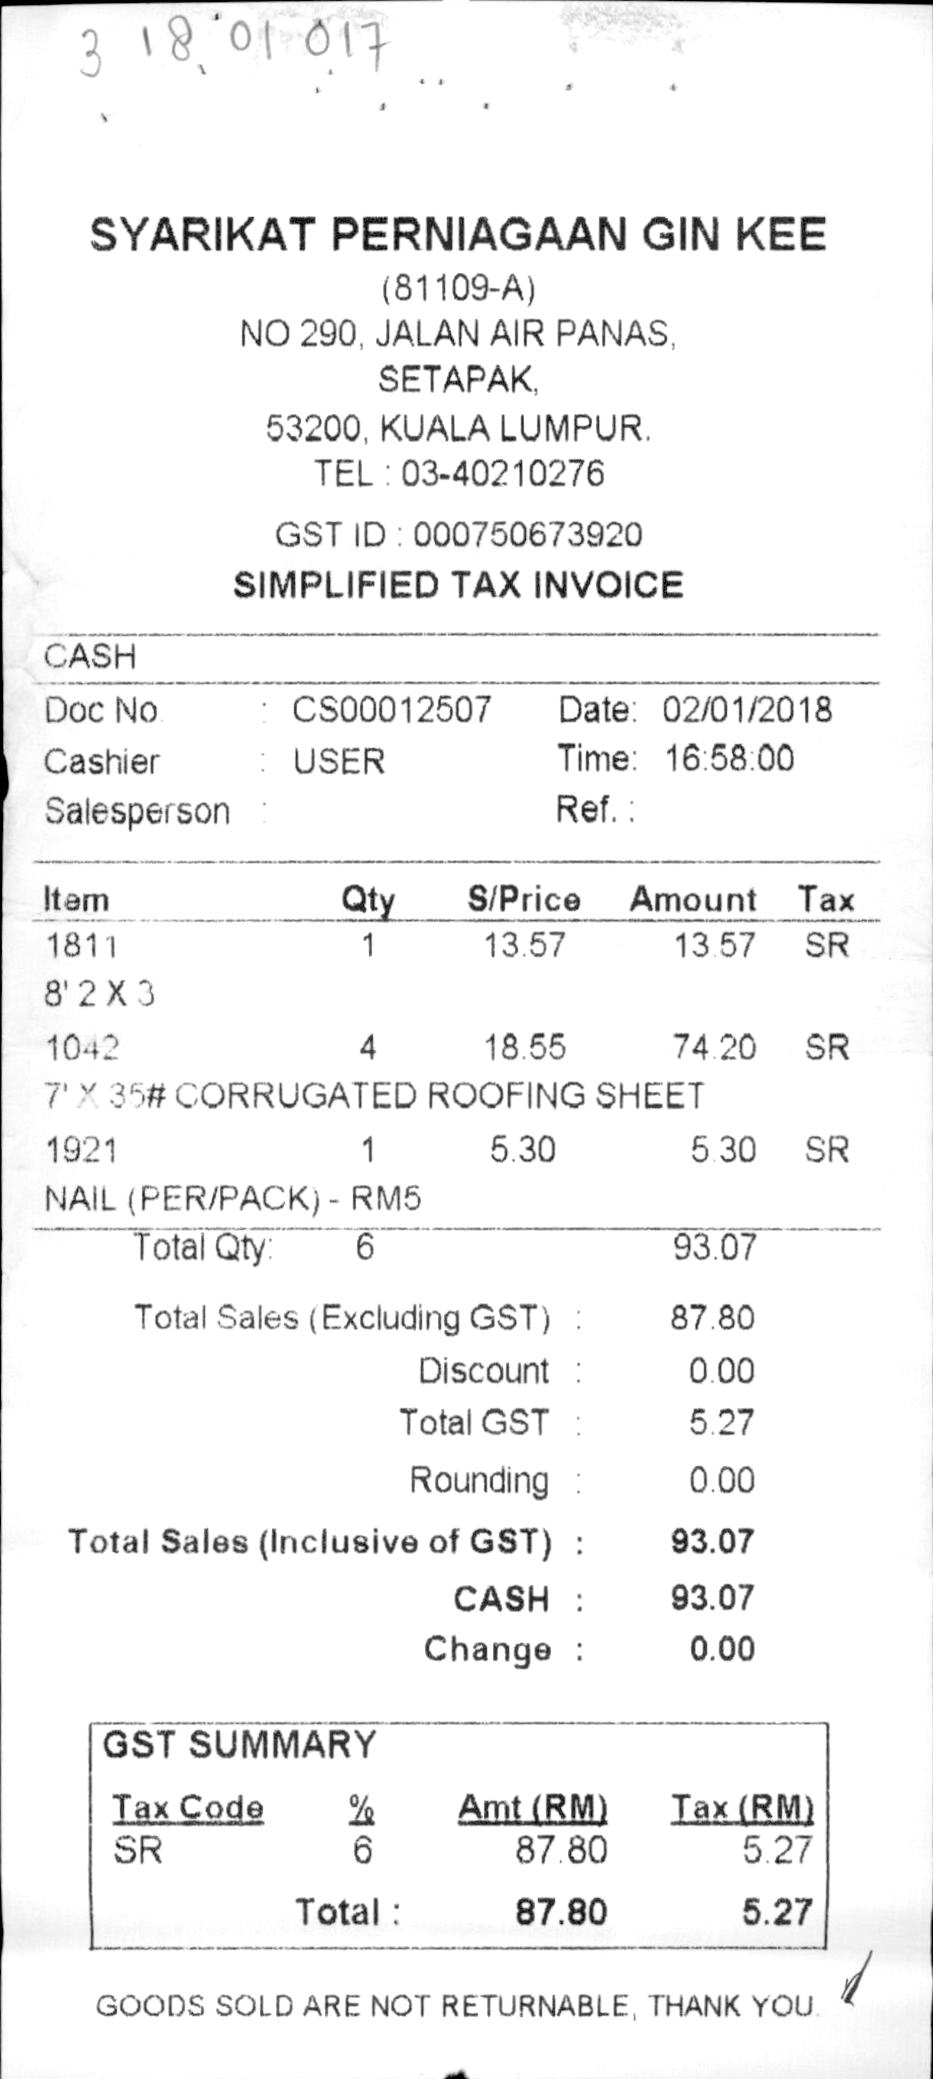 3 18 01 017
SYARIKAT PERNIAGAAN GIN KEE
(81109-A)
NO 290, JALAN AIR PANAS,
SETAPAK,
53200, KUALA LUMPUR.
TEL : 03-40210276
GST ID : 000750673920
SIMPLIFIED TAX INVOICE
CASH
Doc No : CS00012507 Date: 02/01/2018
Cashier : USER Time: 16:58:00
Salesperson : Ref. :
Item Qty S/Price Amount Tax
1811 1 13.57 13.57 SR
8' 2 X 3
1042 4 18.55 74.20 SR
7' X 35# CORRUGATED ROOFING SHEET
1921 1 5.30 5.30 SR
NAIL (PER/PACK) - RM5
Total Qty: 6 93.07
Total Sales (Excluding GST) : 87.80
Discount : 0.00
Total GST : 5.27
Rounding : 0.00
Total Sales (Inclusive of GST) : 93.07
CASH : 93.07
Change : 0.00
GST SUMMARY
Tax Code % Amt (RM) Tax (RM)
SR 6 87.80 5.27
Total : 87.80 5.27
GOODS SOLD ARE NOT RETURNABLE, THANK YOU.